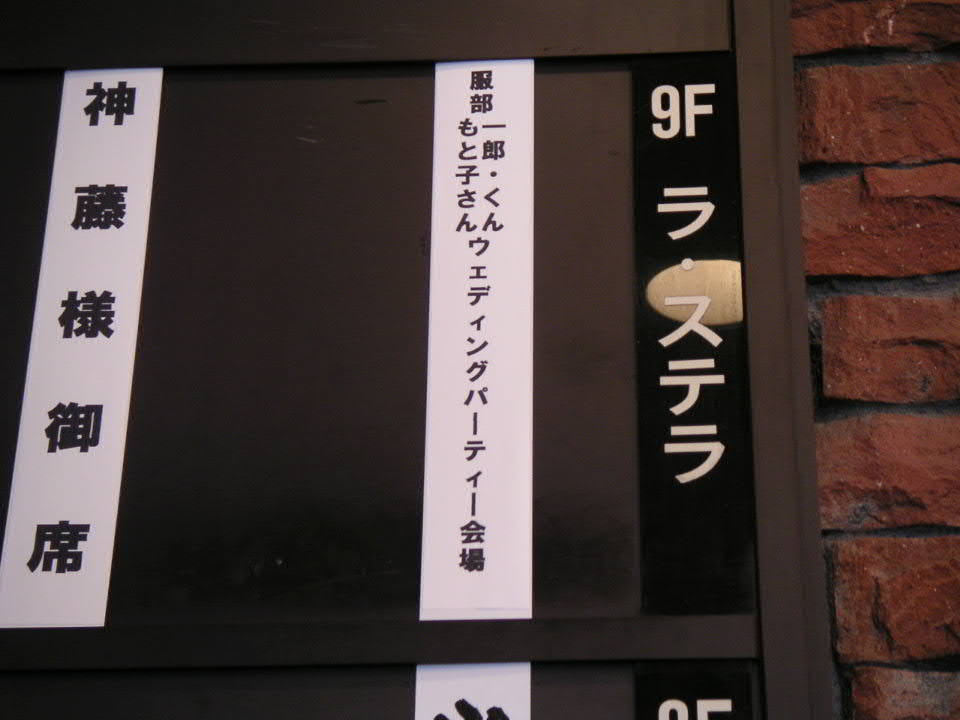 9F ラ・ステラ
服部一郎・くん
もと子さん
ウェディングパーティー会場
神藤様御席